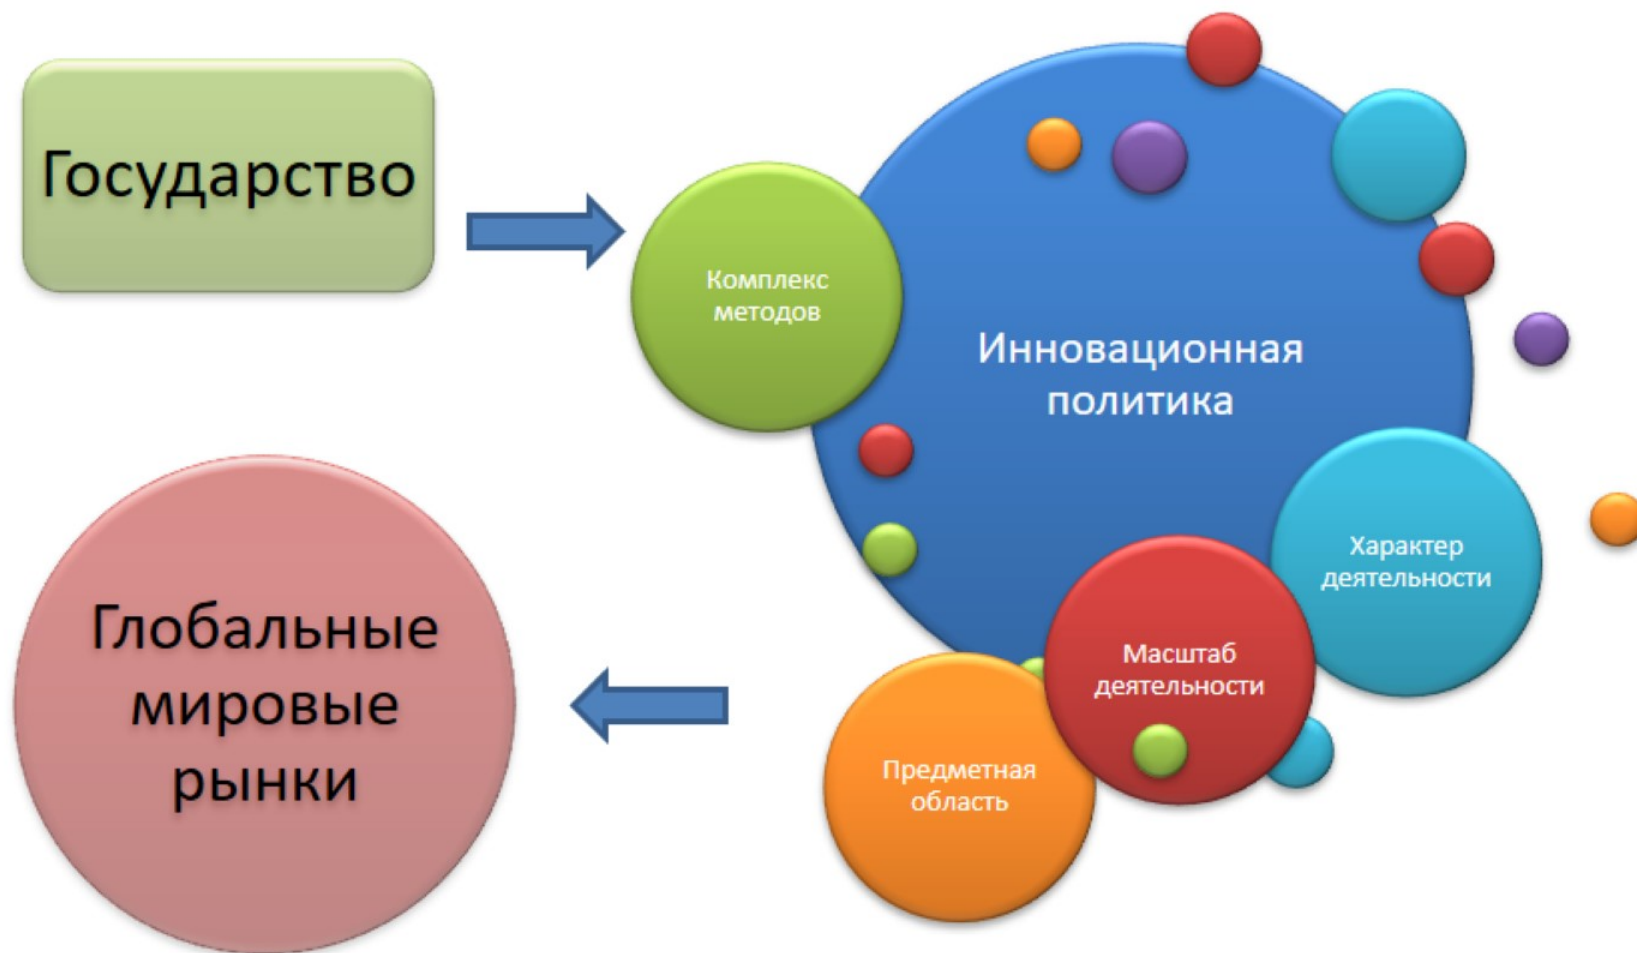 Государство
Комплекс
методов
Инновационная
политика
Характер
деятельности
Масштаб
деятельности
Предметная
область
Глобальные
мировые
рынки